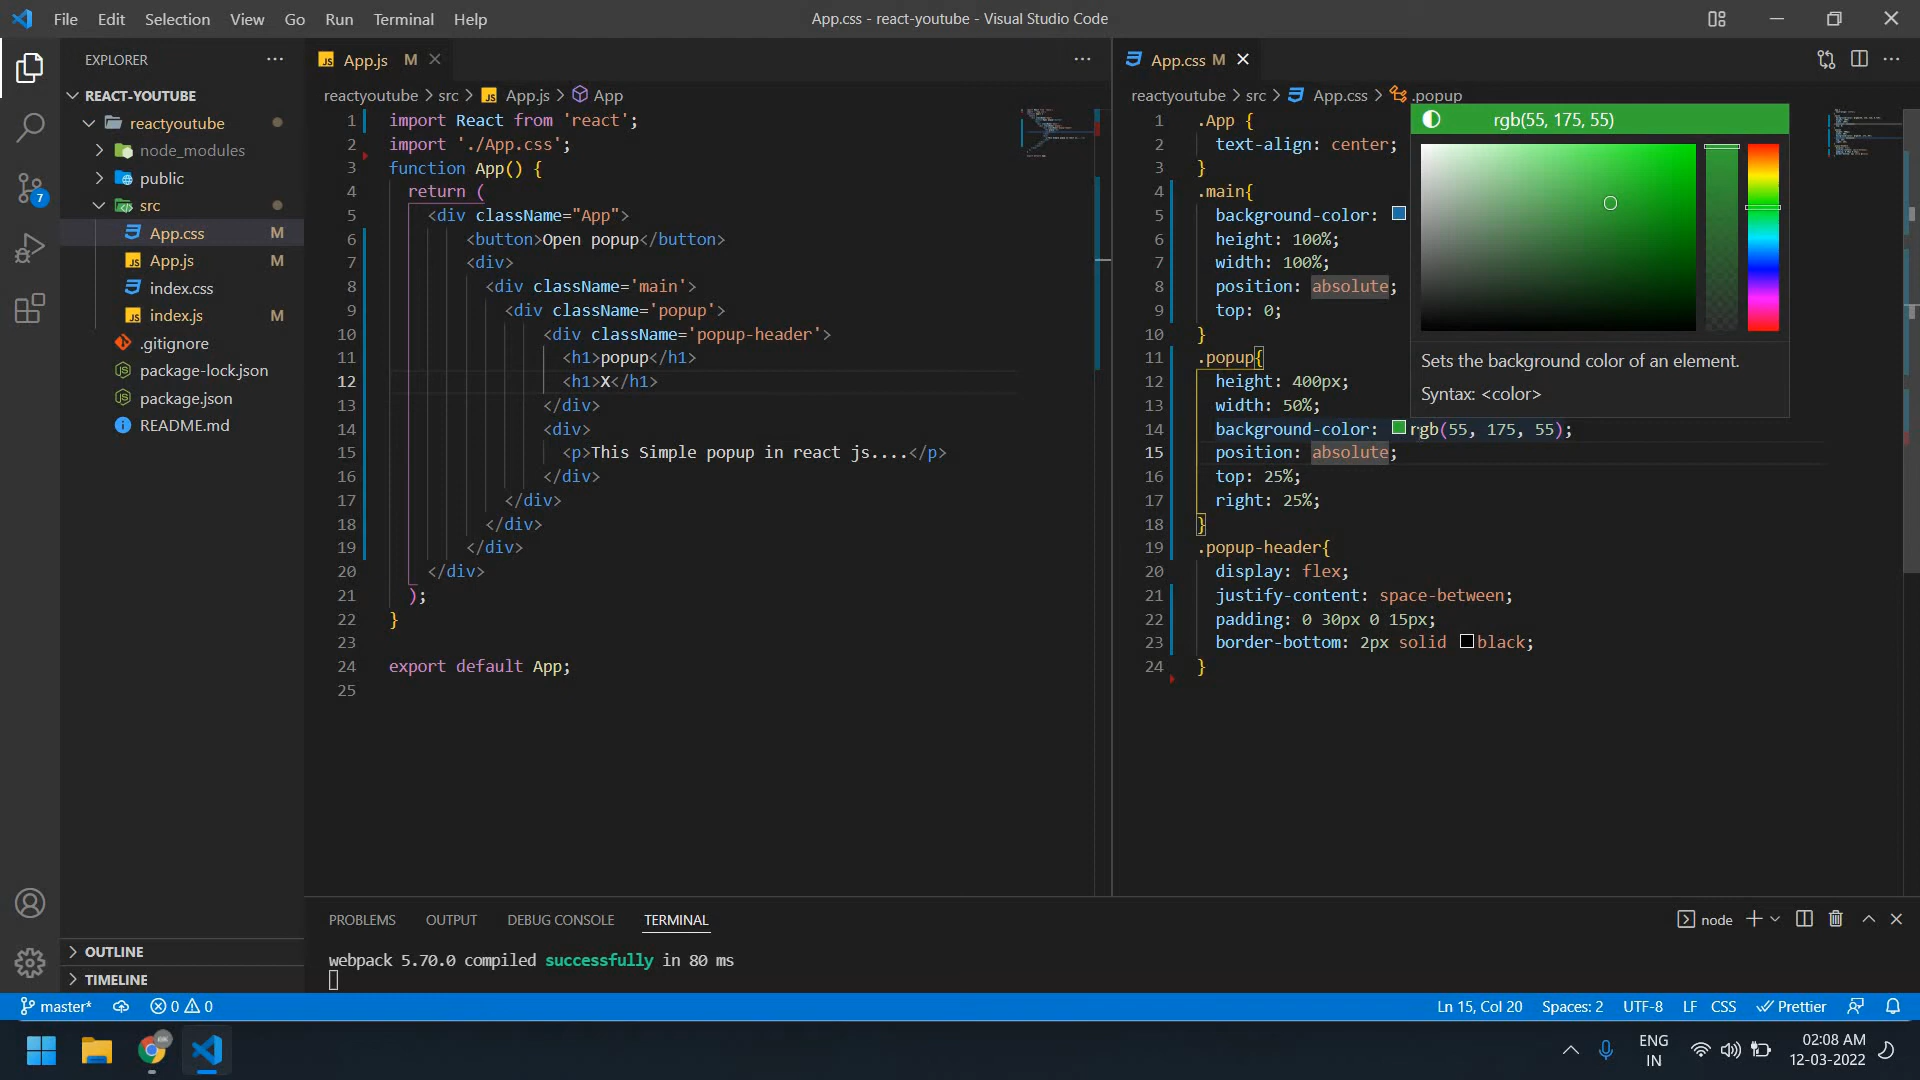 File Edit Selection View Go Run Terminal Help
App.css - react-youtube - Visual Studio Code
EXPLORER
REACT-YOUTUBE
reactyoutube
node_modules
public
src
App.css M
App.js M
index.css
index.js M
.gitignore
package-lock.json
package.json
README.md
OUTLINE
TIMELINE
7
App.js M
reactyoutube > src > App.js > App
1 import React from 'react';
2 import './App.css';
3 function App() {
4 return (
5 <div className="App">
6 <button>Open popup</button>
7 <div>
8 <div className='main'>
9 <div className='popup'>
10 <div className='popup-header'>
11 <h1>popup</h1>
12 <h1>X</h1>
13 </div>
14 <div>
15 <p>This Simple popup in react js....</p>
16 </div>
17 </div>
18 </div>
19 </div>
20 </div>
21 );
22 }
23
24 export default App;
25
App.css M
reactyoutube > src > App.css > .popup
1 .App {
2 text-align: center;
3 }
4 .main{
5 background-color:
6 height: 100%;
7 width: 100%;
8 position: absolute;
9 top: 0;
10 }
11 .popup{
12 height: 400px;
13 width: 50%;
14 background-color: rgb(55, 175, 55);
15 position: absolute;
16 top: 25%;
17 right: 25%;
18 }
19 .popup-header{
20 display: flex;
21 justify-content: space-between;
22 padding: 0 30px 0 15px;
23 border-bottom: 2px solid black;
24 }
rgb(55, 175, 55)
Sets the background color of an element.
Syntax: <color>
PROBLEMS OUTPUT DEBUG CONSOLE TERMINAL
node
webpack 5.70.0 compiled successfully in 80 ms
master* 0 0
Ln 15, Col 20 Spaces: 2 UTF-8 LF CSS Prettier
ENG
IN
02:08 AM
12-03-2022